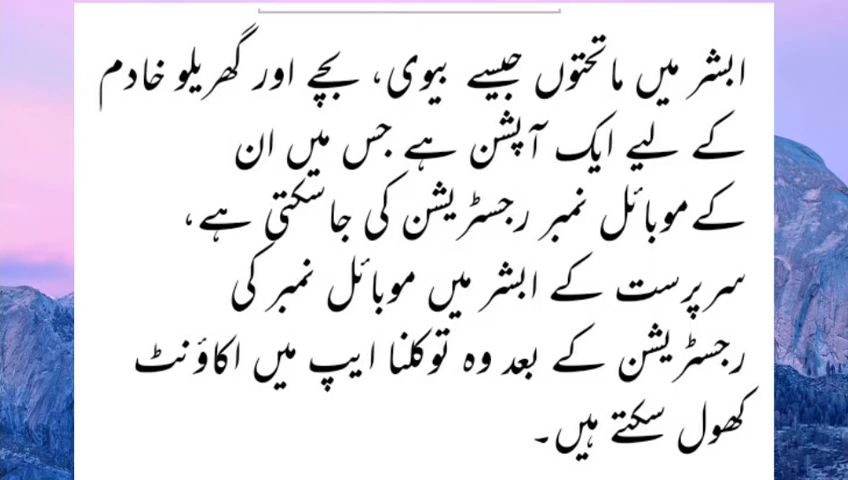 ابشر میں ماتحتوں جیسے بیوی، بچے اور گھریلو خادم
کے لیے ایک آپشن ہے جس میں ان
کے موبائل نمبر رجسٹریشن کی جاسکتی ہے،
سرپرست کے ابشر میں موبائل نمبر کی
رجسٹریشن کے بعد وہ توکلنا ایپ میں اکاؤنٹ
کھول سکتے ہیں۔